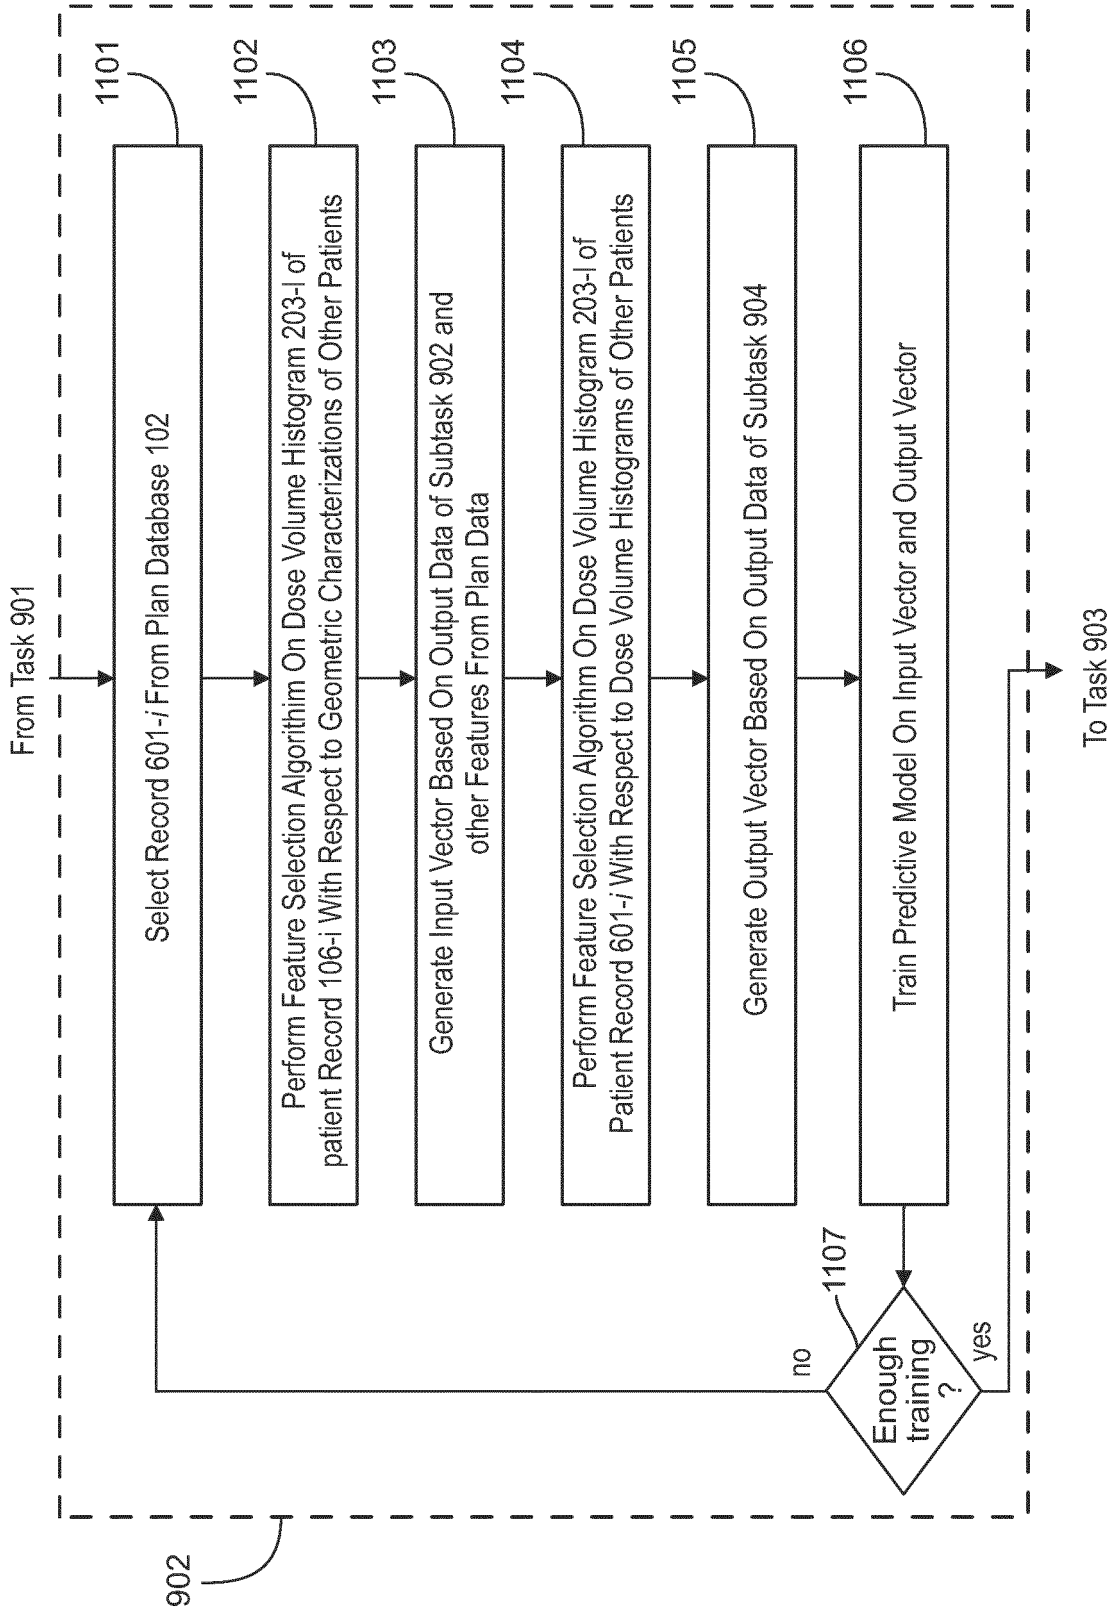 From Task 901
1101
Select Record 601-i From Plan Database 102
1102
Perform Feature Selection Algorithim On Dose Volume Histogram 203-I of
patient Record 106-i With Respect to Geometric Characterizations of Other Patients
1103
Generate Input Vector Based On Output Data of Subtask 902 and
other Features From Plan Data
1104
Perform Feature Selection Algorithm On Dose Volume Histogram 203-I of
Patient Record 601-i With Respect to Dose Volume Histograms of Other Patients
1105
Generate Output Vector Based On Output Data of Subtask 904
1106
Train Predictive Model On Input Vector and Output Vector
1107
Enough
training
?
no
yes
902
To Task 903